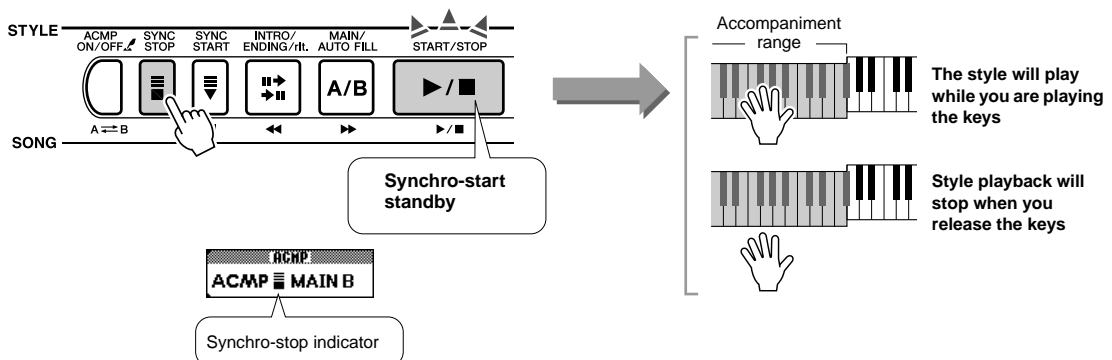 STYLE
ACMP ON/OFF
SYNC STOP
SYNC START
INTRO/ ENDING/rit.
MAIN/ AUTO FILL
START/STOP
A/B
A B
SONG
Synchro-start
standby
ACMP
ACMP MAIN B
Synchro-stop indicator
Accompaniment
range
The style will play
while you are playing
the keys
Style playback will
stop when you
release the keys